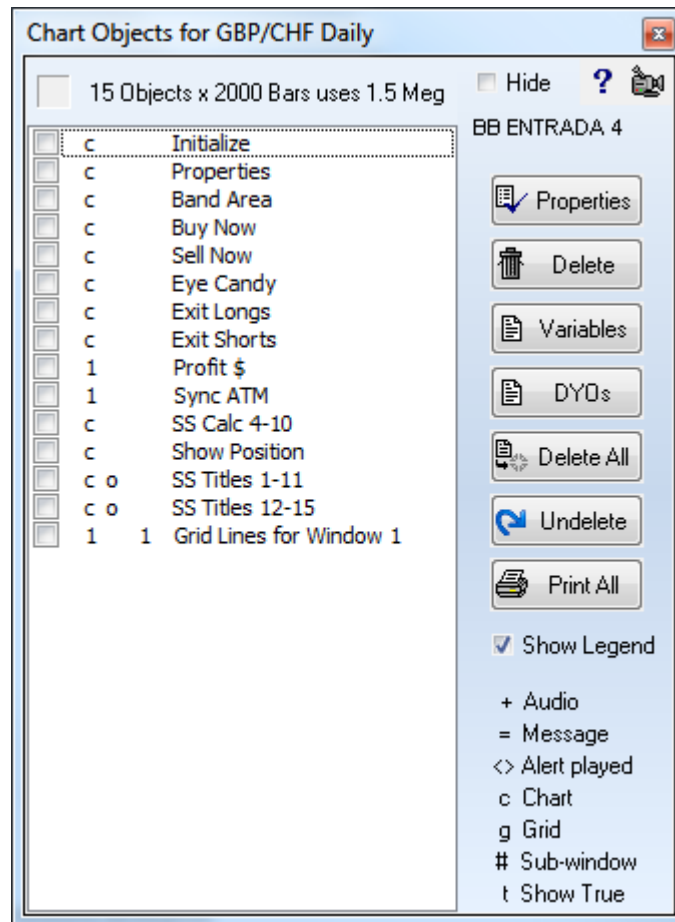 Chart Objects for GBP/CHF Daily
15 Objects x 2000 Bars uses 1.5 Meg
Hide ?
BB ENTRADA 4
c Initialize
c Properties
c Band Area
c Buy Now
c Sell Now
c Eye Candy
c Exit Longs
c Exit Shorts
1 Profit $
1 Sync ATM
c SS Calc 4-10
c Show Position
c o SS Titles 1-11
c o SS Titles 12-15
1 1 Grid Lines for Window 1
Properties
Delete
Variables
DYOs
Delete All
Undelete
Print All
Show Legend
+ Audio
= Message
<> Alert played
c Chart
g Grid
# Sub-window
t Show True